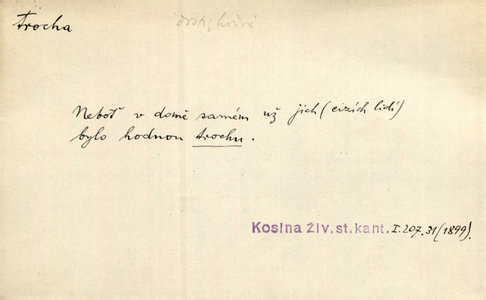 trocha
Neboť v domě samém už jich (cizích lidí)
bylo hodnou trochu.
Kosina Živ. st. kant. I. 207. 31 (1899).